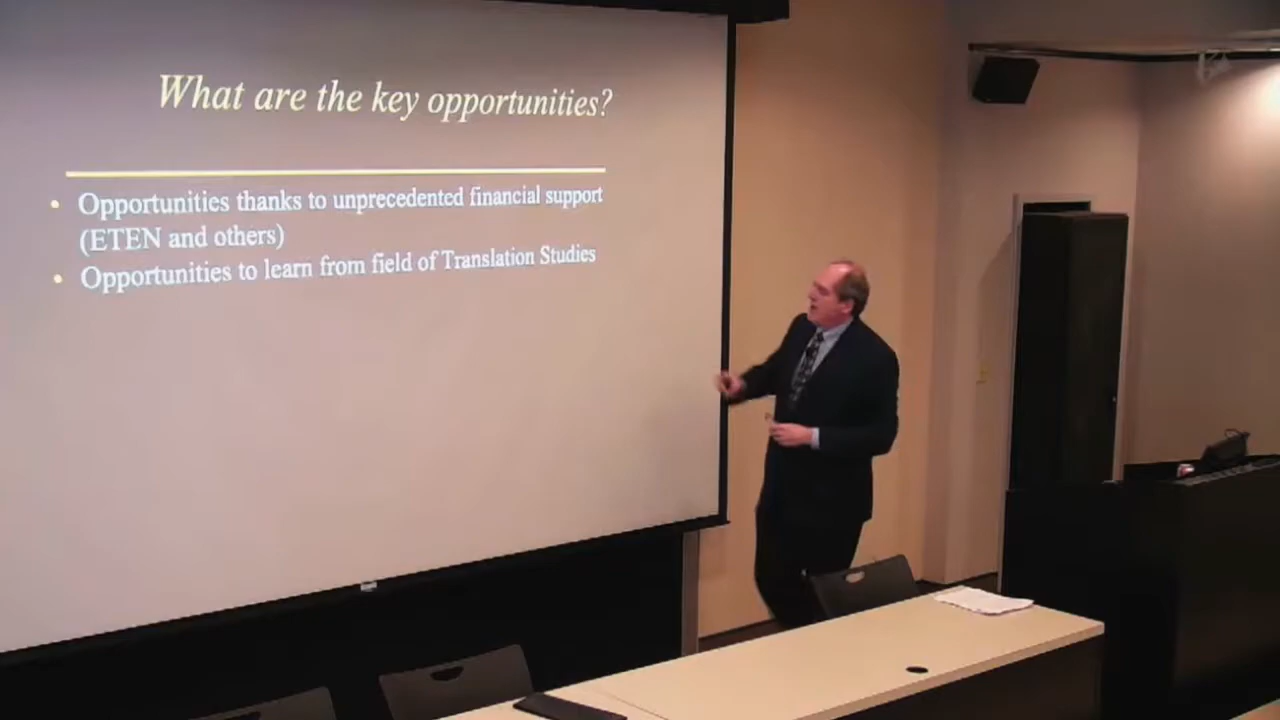 What are the key opportunities?
• Opportunities thanks to unprecedented financial support
(ETEN and others)
• Opportunities to learn from field of Translation Studies